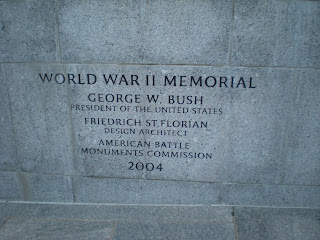 WORLD WAR II MEMORIAL
GEORGE W. BUSH
PRESIDENT OF THE UNITED STATES
FRIEDRICH ST.FLORIAN
DESIGN ARCHITECT
AMERICAN BATTLE
MONUMENTS COMMISSION
2004